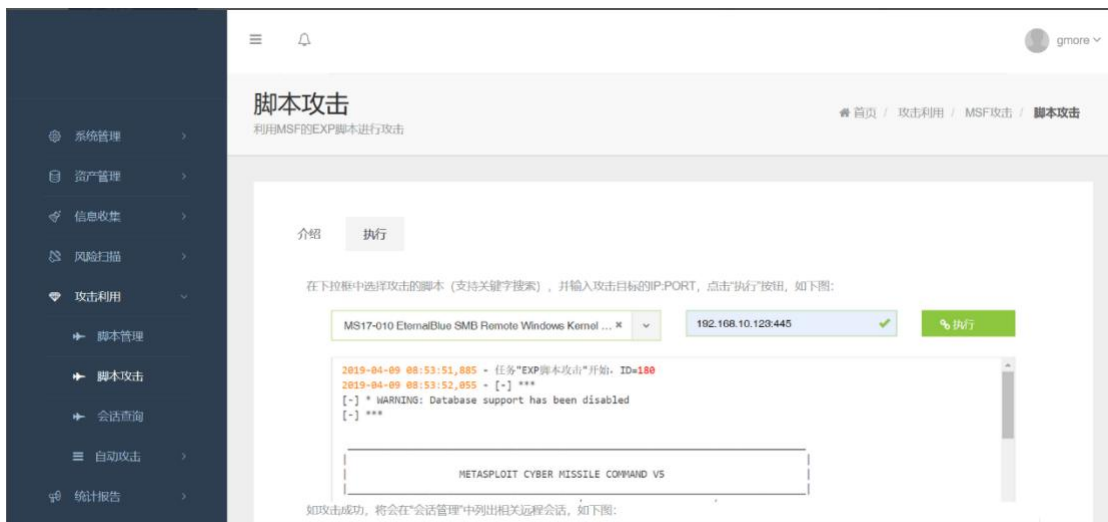 gmore
脚本攻击
利用MSF的EXP脚本进行攻击
首页 / 攻击利用 / MSF攻击 / 脚本攻击
系统管理
资产管理
信息收集
风险扫描
攻击利用
脚本管理
脚本攻击
会话查询
自动攻击
统计报告
介绍 执行
在下拉框中选择攻击的脚本（支持关键字搜索），并输入攻击目标的IP:PORT，点击"执行"按钮，如下图：
MS17-010 EternalBlue SMB Remote Windows Kernel ... × 192.168.10.123:445 执行
2019-04-09 08:53:51,885 - 任务"EXP脚本攻击"开始，ID=180
2019-04-09 08:53:52,055 - [-] ***
[-] * WARNING: Database support has been disabled
[-] ***
METASPLOIT CYBER MISSILE COMMAND V5
如攻击成功，将会在"会话管理"中列出相关远程会话，如下图：